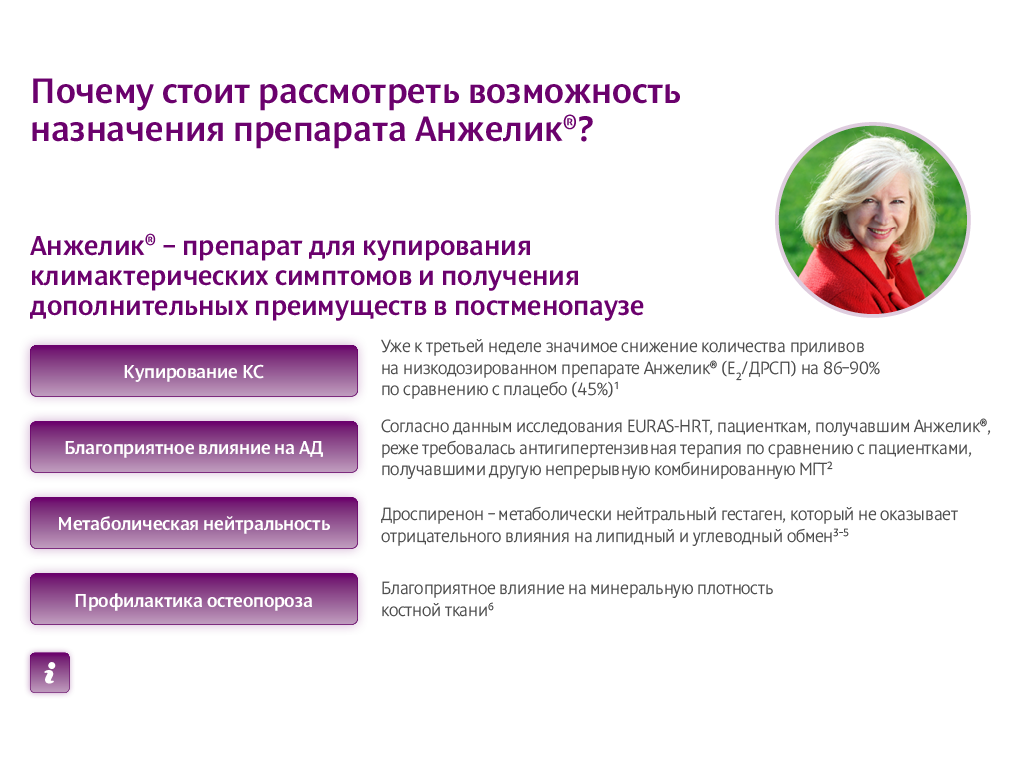 Почему стоит рассмотреть возможность
назначения препарата Анжелик®?
Анжелик® – препарат для купирования
климактерических симптомов и получения
дополнительных преимуществ в постменопаузе
Купирование КС
Уже к третьей неделе значимое снижение количества приливов
на низкодозированном препарате Анжелик® (E₂/ДРСП) на 86–90%
по сравнению с плацебо (45%)¹
Благоприятное влияние на АД
Согласно данным исследования EURAS-HRT, пациенткам, получавшим Анжелик®,
реже требовалась антигипертензивная терапия по сравнению с пациентками,
получавшими другую непрерывную комбинированную МГТ²
Метаболическая нейтральность
Дроспиренон – метаболически нейтральный гестаген, который не оказывает
отрицательного влияния на липидный и углеводный обмен³⁻⁵
Профилактика остеопороза
Благоприятное влияние на минеральную плотность
костной ткани⁶
i